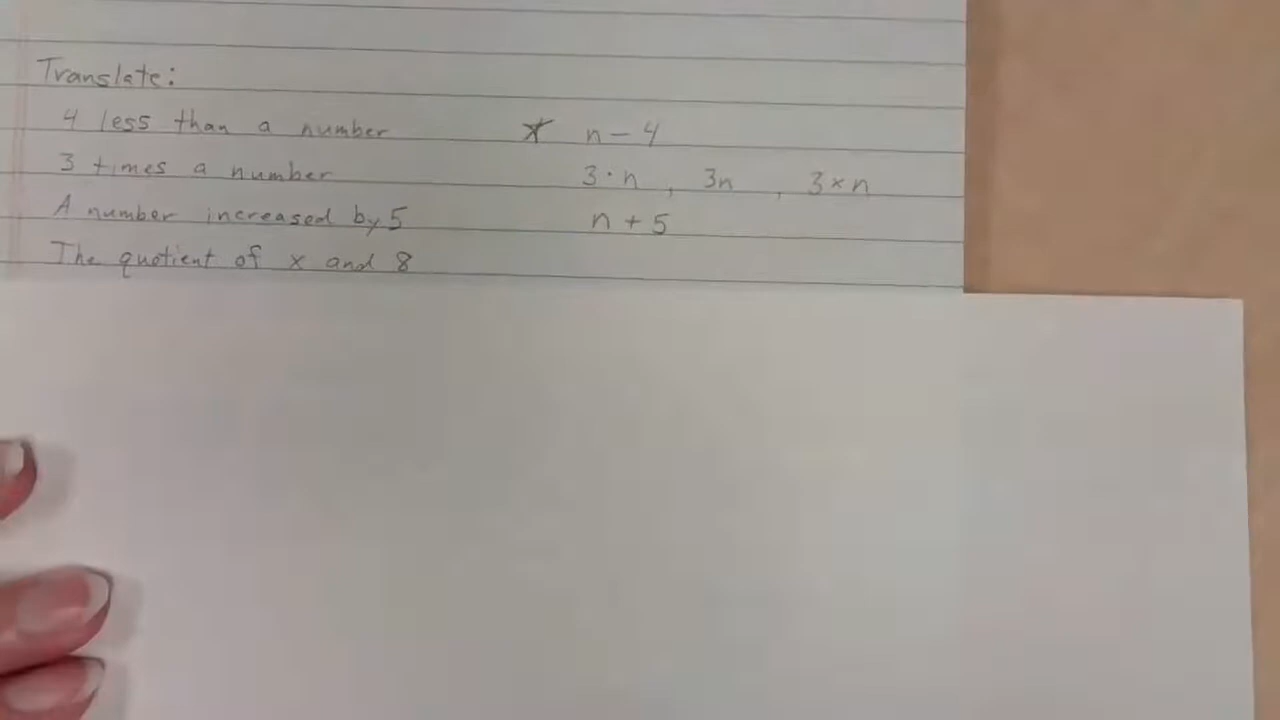 Translate:
4 less than a number * n - 4
3 times a number 3 · n , 3n , 3 × n
A number increased by 5 n + 5
The quotient of x and 8